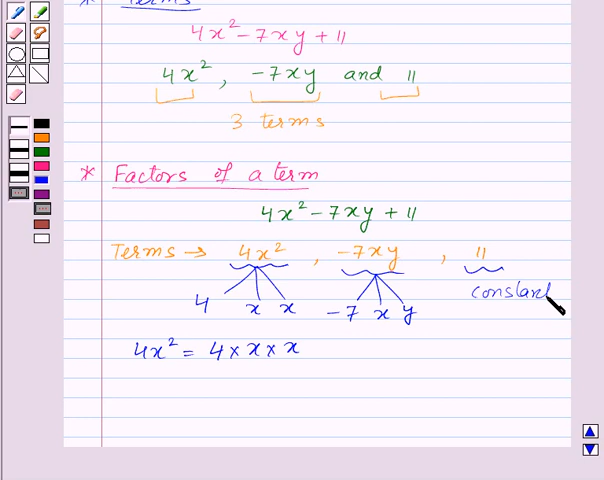 * Terms
4x² - 7xy + 11
4x², -7xy and 11
3 terms
* Factors of a term
4x² - 7xy + 11
Terms → 4x², -7xy, 11
4 x x -7 x y constant
4x² = 4 × x × x